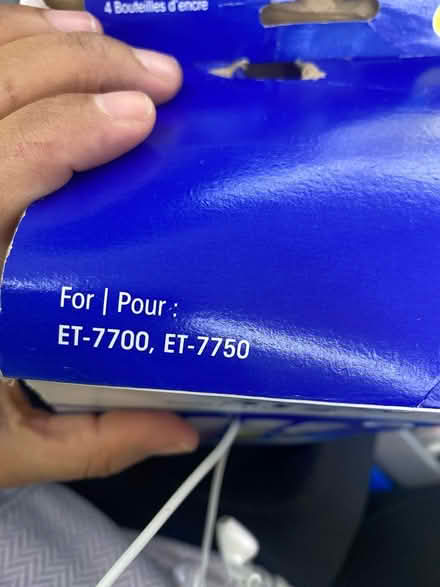 4 Bouteilles d'encre
For | Pour :
ET-7700, ET-7750